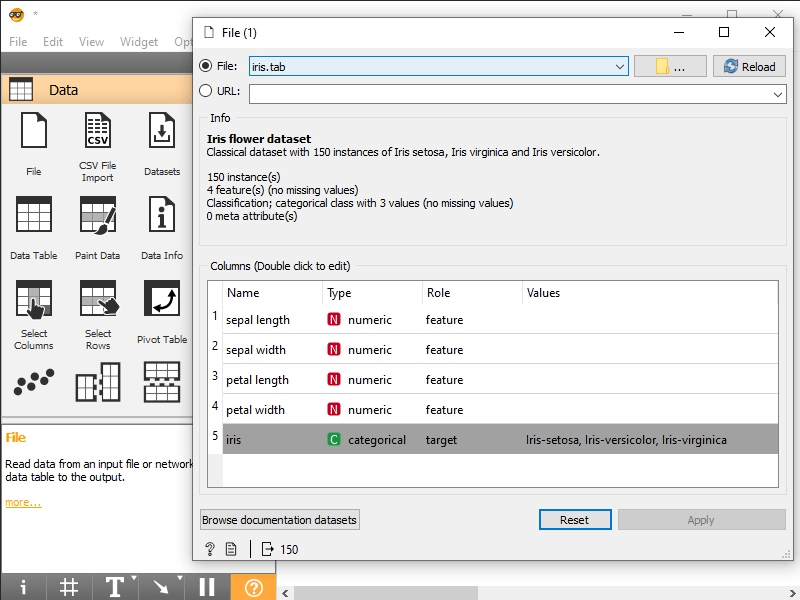 *
File Edit View Widget Opt
File (1)
File: iris.tab
...
Reload
URL:
Data
Info
Iris flower dataset
Classical dataset with 150 instances of Iris setosa, Iris virginica and Iris versicolor.
150 instance(s)
4 feature(s) (no missing values)
Classification; categorical class with 3 values (no missing values)
0 meta attribute(s)
CSV
File
CSV File
Import
Datasets
Data Table
Paint Data
Data Info
Select
Columns
Select
Rows
Pivot Table
Columns (Double click to edit)
Name Type Role Values
1 sepal length N numeric feature
2 sepal width N numeric feature
3 petal length N numeric feature
4 petal width N numeric feature
5 iris C categorical target Iris-setosa, Iris-versicolor, Iris-virginica
File
Read data from an input file or network
data table to the output.
more...
Browse documentation datasets
Reset
Apply
? 150
i # T ?